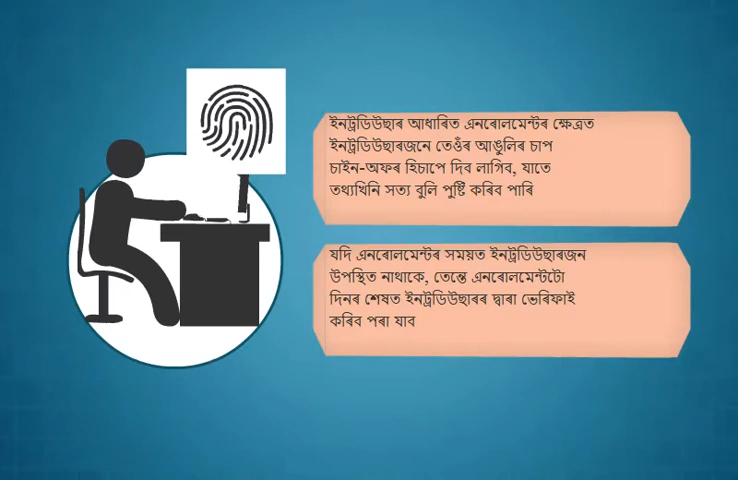 ইনট্ৰডিউছাৰ আধাৰিত এনৰোলমেন্টৰ ক্ষেত্ৰত
ইনট্ৰডিউছাৰজনে তেওঁৰ আঙুলিৰ চাপ
চাইন-অফৰ হিচাপে দিব লাগিব, যাতে
তথ্যখিনি সত্য বুলি পুষ্টি কৰিব পাৰি
যদি এনৰোলমেন্টৰ সময়ত ইনট্ৰডিউছাৰজন
উপস্থিত নাথাকে, তেন্তে এনৰোলমেন্টটো
দিনৰ শেষত ইনট্ৰডিউছাৰৰ দ্বাৰা ভেৰিফাই
কৰিব পৰা যাব